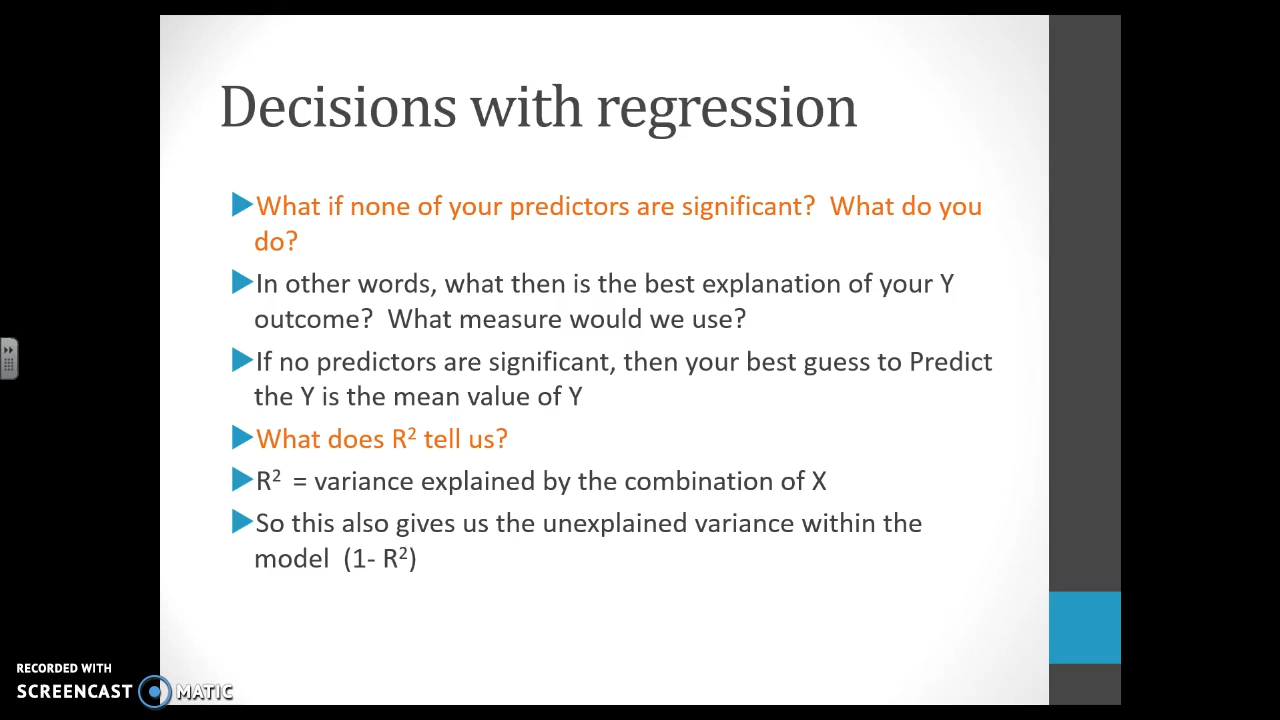 Decisions with regression
What if none of your predictors are significant?  What do you
do?
In other words, what then is the best explanation of your Y
outcome?  What measure would we use?
If no predictors are significant, then your best guess to Predict
the Y is the mean value of Y
What does R² tell us?
R²  = variance explained by the combination of X
So this also gives us the unexplained variance within the
model  (1- R²)
RECORDED WITH
SCREENCAST MATIC